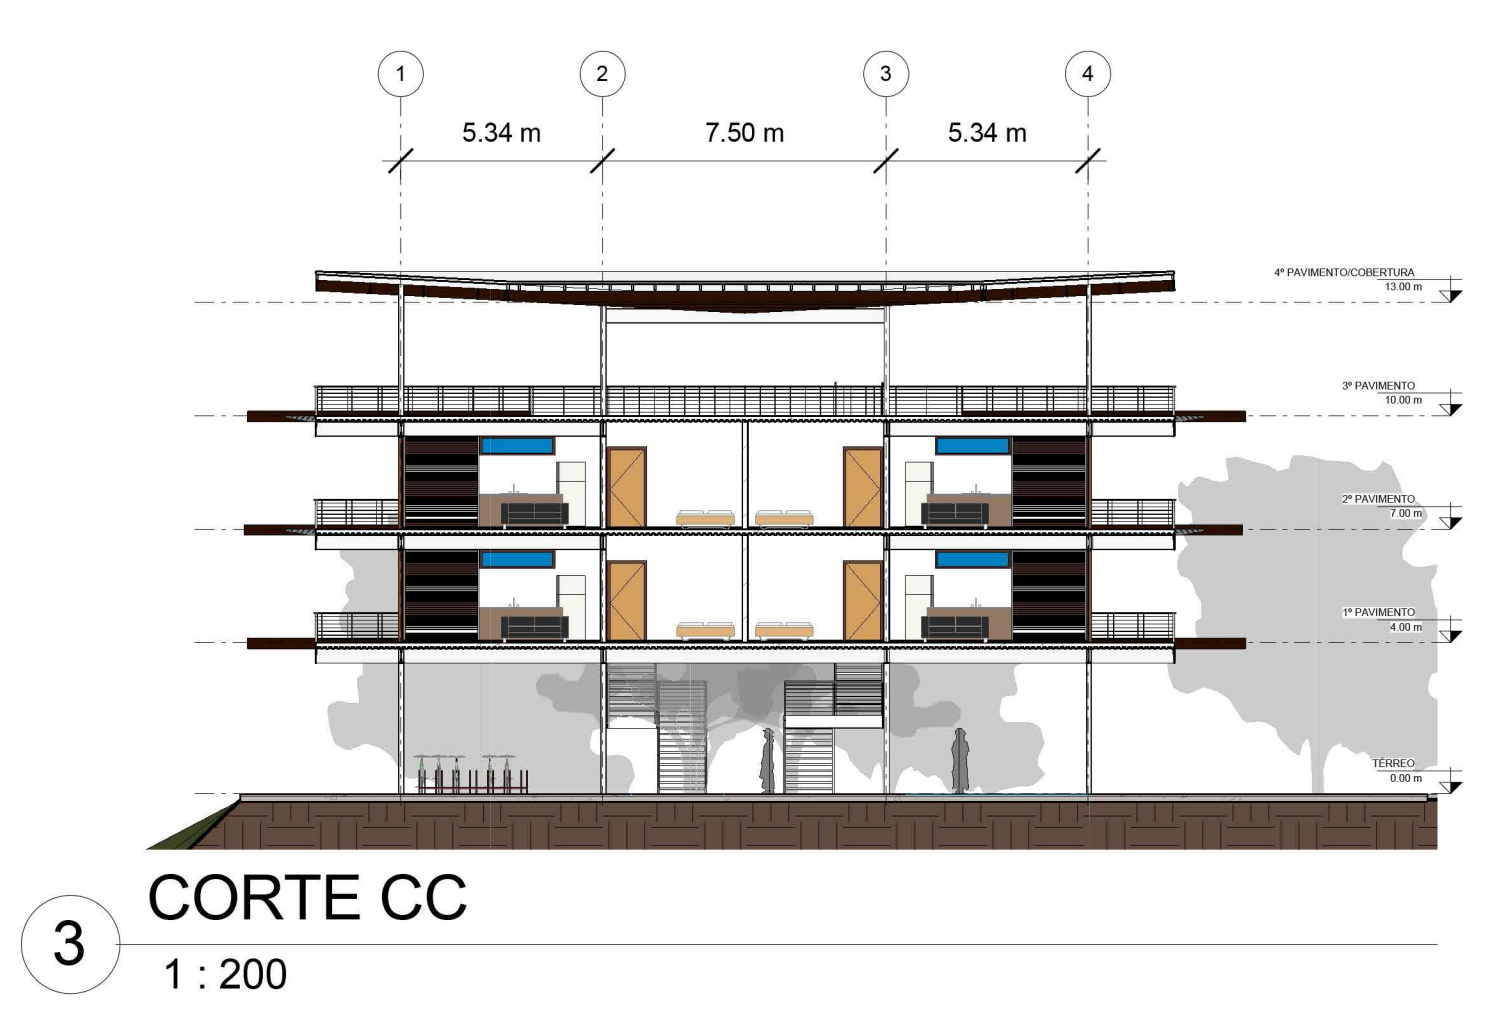 1
2
3
4
5.34 m
7.50 m
5.34 m
4º PAVIMENTO/COBERTURA
13.00 m
3º PAVIMENTO
10.00 m
2º PAVIMENTO
7.00 m
1º PAVIMENTO
4.00 m
TÉRREO
0.00 m
3
CORTE CC
1 : 200